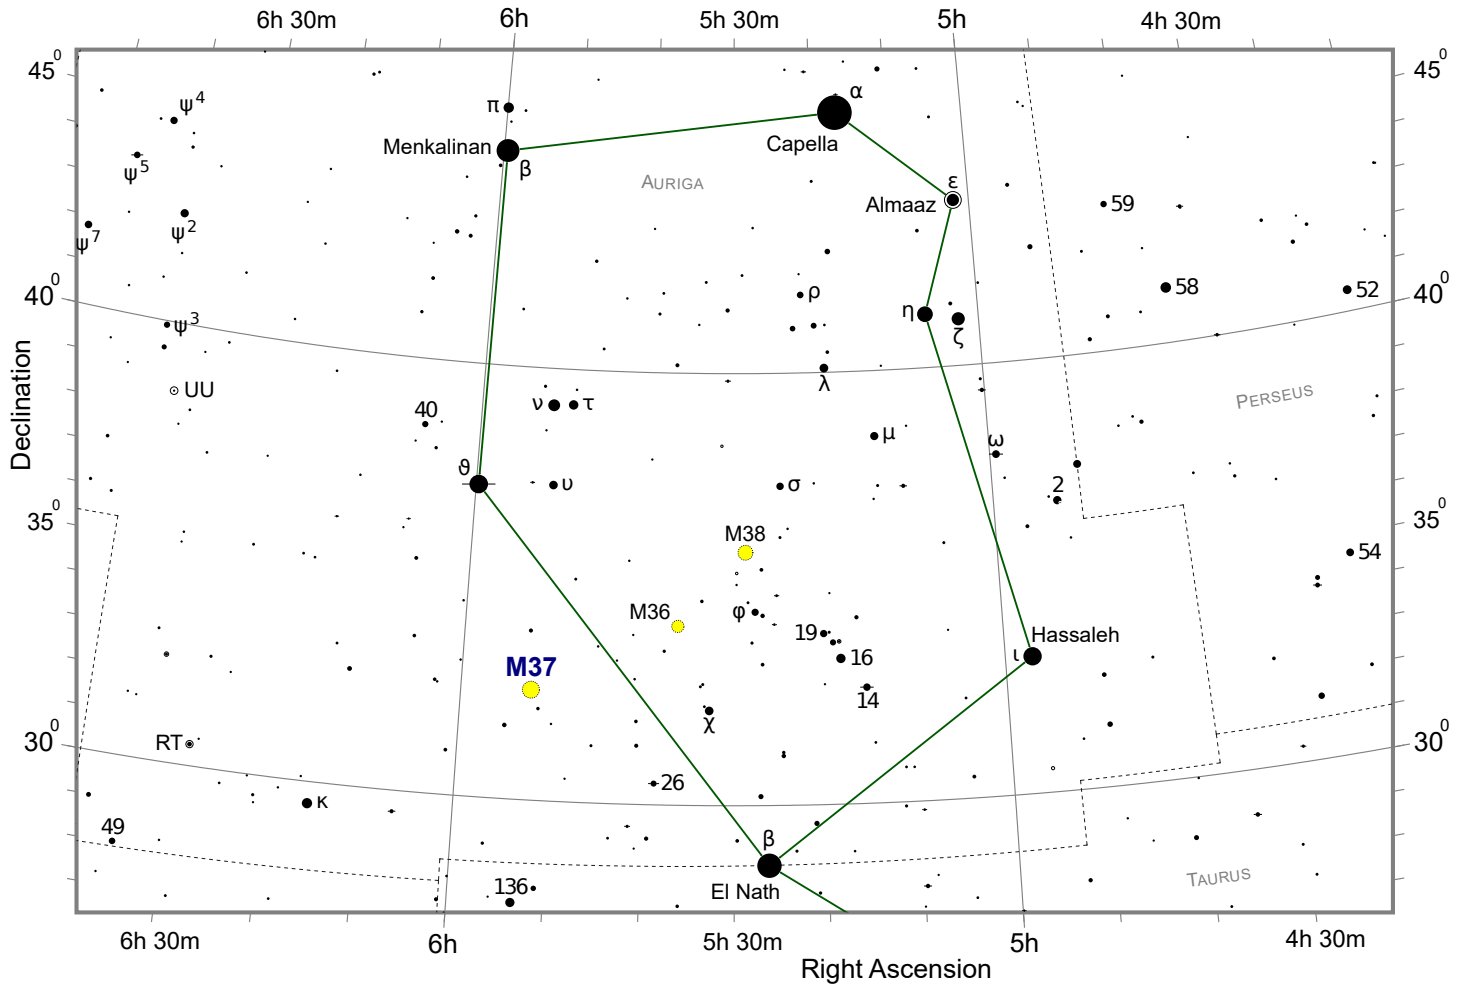 6h 30m 6h 5h 30m 5h 4h 30m
45⁰ 45⁰
ψ⁴ π α
Menkalinan Capella
β
ψ⁵ AURIGA ε
Almaaz 59
ψ² ψ⁷
40⁰ ρ 58 52 40⁰
η ζ
ψ³
λ
UU PERSEUS
40 ν τ
μ ω
ϑ υ σ 2
35⁰ 35⁰
M38 54
M36 φ 19 Hassaleh
16 ι
M37 14
χ
RT
30⁰ 30⁰
26
κ
49 β
El Nath TAURUS
136
6h 30m 6h 5h 30m 5h 4h 30m
Right Ascension
Declination